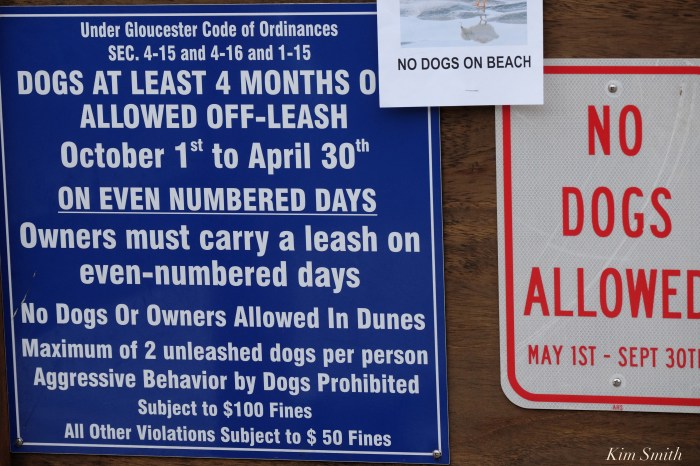 Under Gloucester Code of Ordinances
SEC. 4-15 and 4-16 and 1-15
DOGS AT LEAST 4 MONTHS O
ALLOWED OFF-LEASH
October 1st to April 30th
ON EVEN NUMBERED DAYS
Owners must carry a leash on
even-numbered days
No Dogs Or Owners Allowed In Dunes
Maximum of 2 unleashed dogs per person
Aggressive Behavior by Dogs Prohibited
Subject to $100 Fines
All Other Violations Subject to $ 50 Fines
NO DOGS ON BEACH
NO
DOGS
ALLOWED
MAY 1ST - SEPT 30TH
Kim Smith